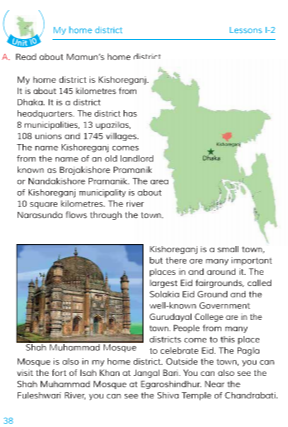 Unit 10
My home district
Lessons 1-2
A. Read about Mamun's home district.
My home district is Kishoreganj.
It is about 145 kilometres from
Dhaka. It is a district
headquarters. The district has
8 municipalities, 13 upazilas,
108 unions and 1745 villages.
The name Kishoreganj comes
from the name of an old landlord
known as Brojakishore Pramanik
or Nandakishore Pramanik. The area
of Kishoreganj municipality is about
10 square kilometres. The river
Narasunda flows through the town.
Kishoreganj
Dhaka
Kishoreganj is a small town,
but there are many important
places in and around it. The
largest Eid fairgrounds, called
Solakia Eid Ground and the
well-known Government
Gurudayal College are in the
town. People from many
districts come to this place
to celebrate Eid. The Pagla
Shah Muhammad Mosque
Mosque is also in my home district. Outside the town, you can
visit the fort of Isah Khan at Jangal Bari. You can also see the
Shah Muhammad Mosque at Egaroshindhur. Near the
Fuleshwari River, you can see the Shiva Temple of Chandrabati.
38